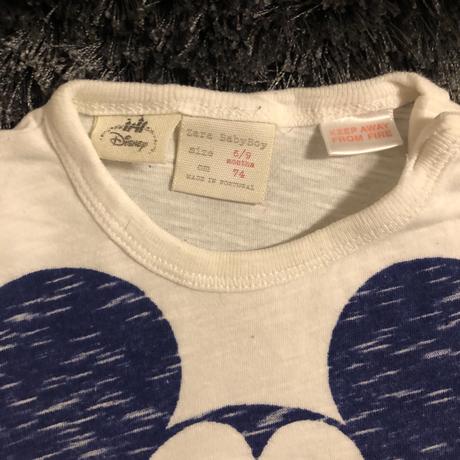 Disney
Zara BabyBoy
size 6/9
months
cm 74
MADE IN PORTUGAL
KEEP AWAY
FROM FIRE